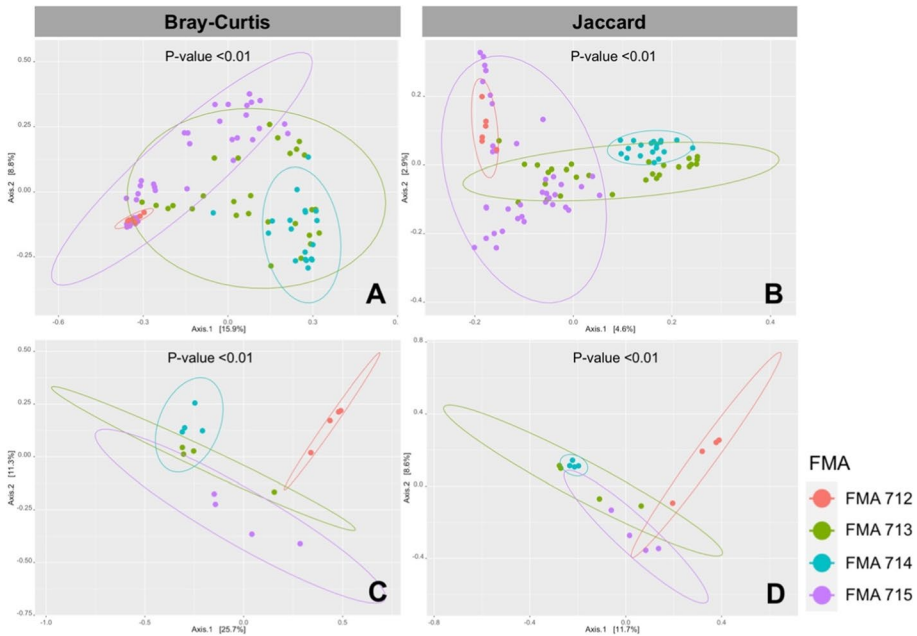 Bray-Curtis
Jaccard
P-value <0.01
P-value <0.01
0.50
0.25
0.00
-0.25
Axis.2 [8.8%]
A
-0.6
-0.3
0.0
0.3
0.
Axis.1 [15.9%]
0.2
0.0
-0.2
-0.4
Axis.2 [2.9%]
B
-0.2
0.0
0.2
0.4
Axis.1 [4.6%]
P-value <0.01
P-value <0.01
0.50
0.25
0.00
-0.25
-0.50
-0.75
Axis.2 [11.3%]
C
-1.0
-0.5
0.0
0.5
Axis.1 [25.7%]
0.8
0.4
0.0
-0.4
Axis.2 [8.6%]
D
-0.8
-0.4
0.0
0.4
Axis.1 [11.7%]
FMA
FMA 712
FMA 713
FMA 714
FMA 715